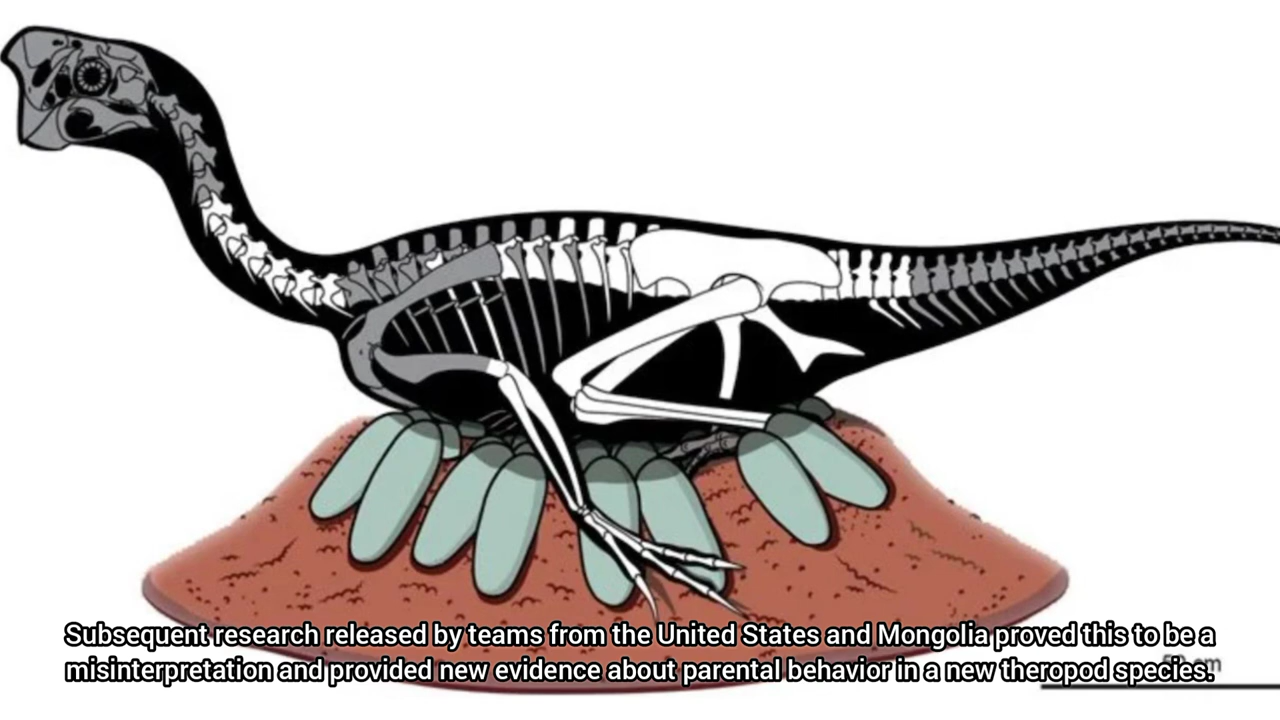 Subsequent research released by teams from the United States and Mongolia proved this to be a
misinterpretation and provided new evidence about parental behavior in a new theropod species.